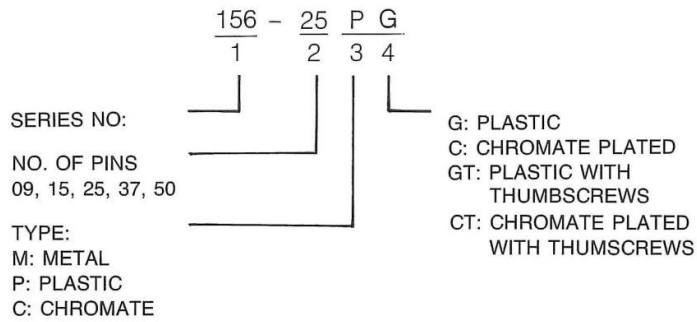 156 - 25 P G
1 2 3 4
SERIES NO:
NO. OF PINS
09, 15, 25, 37, 50
TYPE:
M: METAL
P: PLASTIC
C: CHROMATE
G: PLASTIC
C: CHROMATE PLATED
GT: PLASTIC WITH
THUMBSCREWS
CT: CHROMATE PLATED
WITH THUMSCREWS